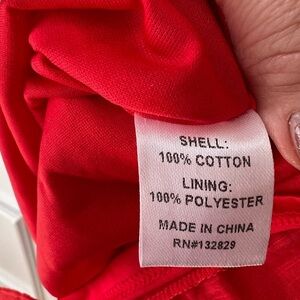 SHELL:
100% COTTON
LINING:
100% POLYESTER
MADE IN CHINA
RN#132829